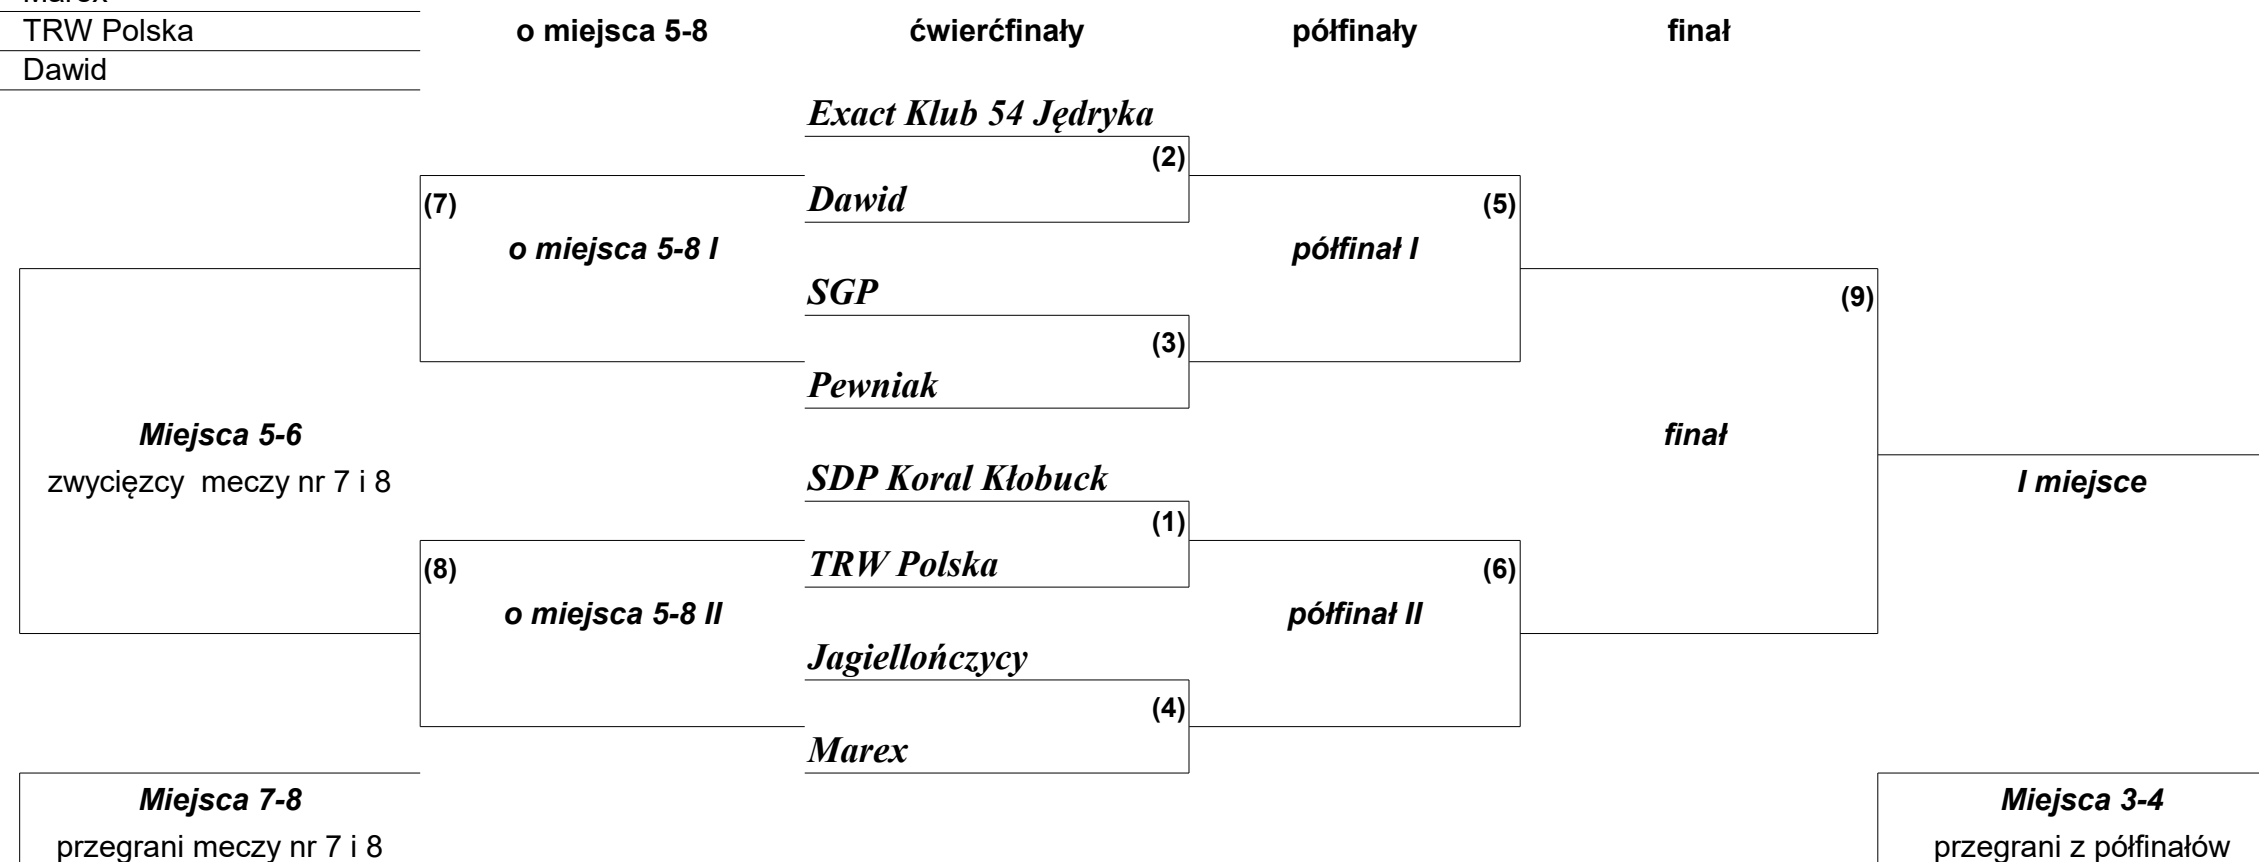 Marex
TRW Polska
Dawid
o miejsca 5-8
ćwierćfinały
półfinały
finał
Exact Klub 54 Jędryka
(2)
Dawid
(7)
(5)
o miejsca 5-8 I
półfinał I
SGP
(9)
(3)
Pewniak
Miejsca 5-6
finał
zwycięzcy  meczy nr 7 i 8
SDP Koral Kłobuck
I miejsce
(1)
TRW Polska
(8)
(6)
o miejsca 5-8 II
półfinał II
Jagiellończycy
(4)
Marex
Miejsca 7-8
Miejsca 3-4
przegrani meczy nr 7 i 8
przegrani z półfinałów